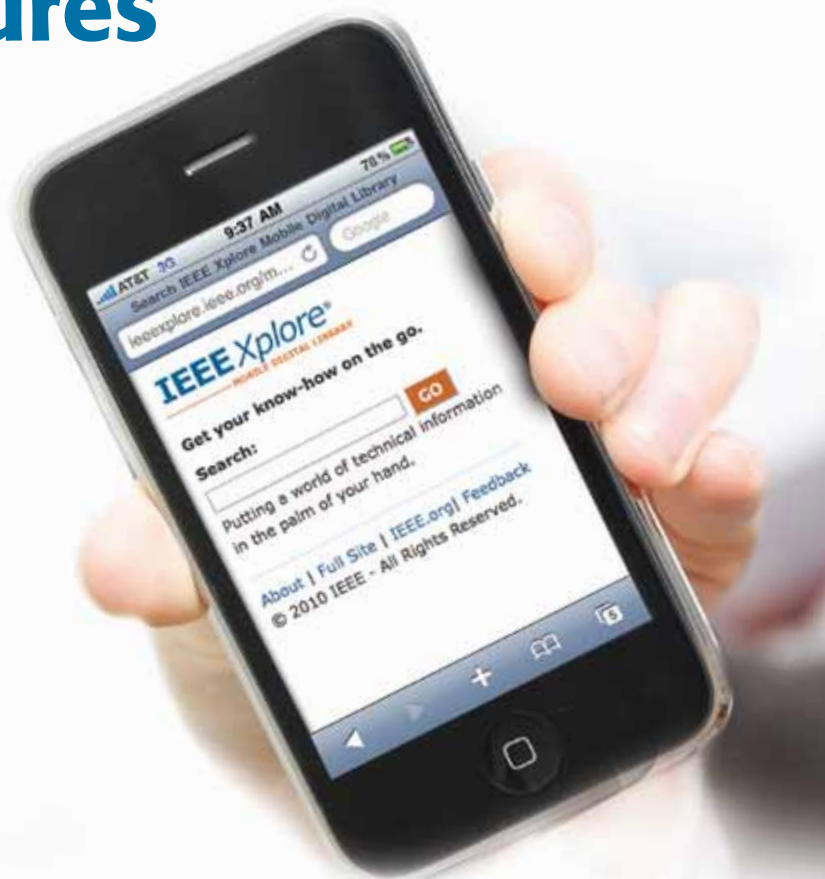 ures
AT&T 3G 9:37 AM 78%
Search IEEE Xplore Mobile Digital Library
ieeexplore.ieee.org/m... Google
IEEE Xplore®
MOBILE DIGITAL LIBRARY
Get your know-how on the go.
Search:
GO
Putting a world of technical information
in the palm of your hand.
About | Full Site | IEEE.org| Feedback
© 2010 IEEE - All Rights Reserved.
5